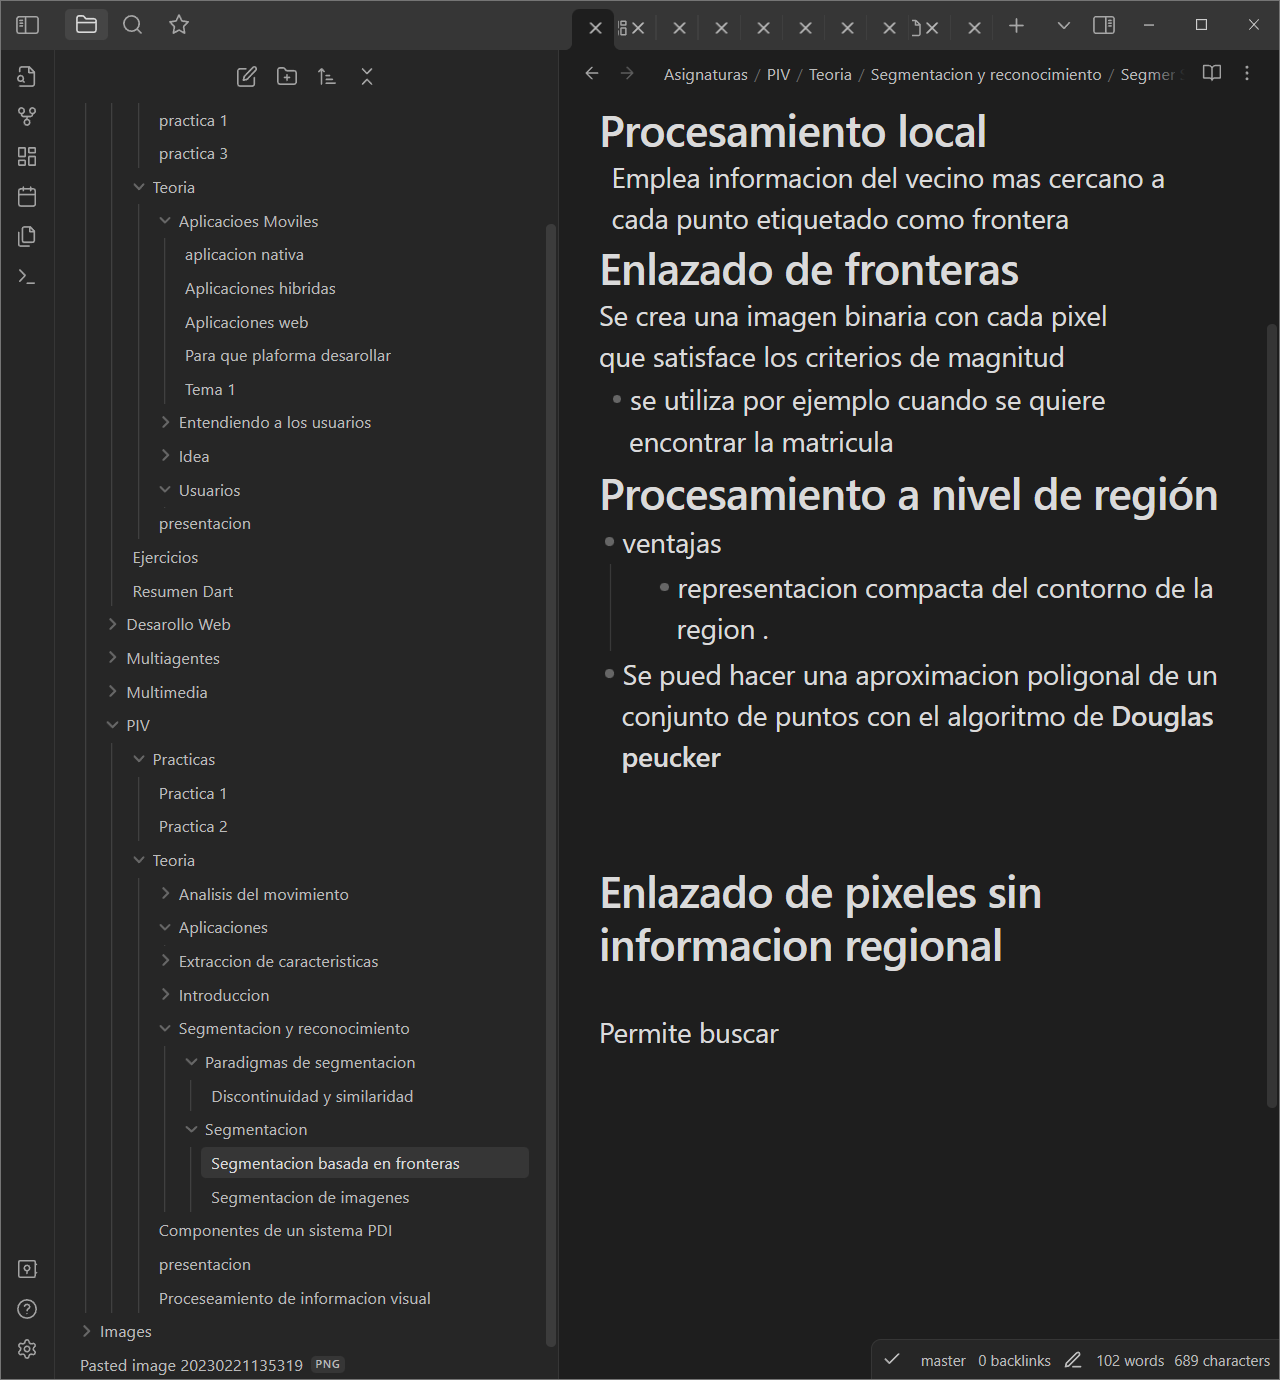 practica 1
practica 3
Teoria
Aplicacioes Moviles
aplicacion nativa
Aplicaciones hibridas
Aplicaciones web
Para que plaforma desarollar
Tema 1
Entendiendo a los usuarios
Idea
Usuarios
presentacion
Ejercicios
Resumen Dart
Desarollo Web
Multiagentes
Multimedia
PIV
Practicas
Practica 1
Practica 2
Teoria
Analisis del movimiento
Aplicaciones
Extraccion de caracteristicas
Introduccion
Segmentacion y reconocimiento
Paradigmas de segmentacion
Discontinuidad y similaridad
Segmentacion
Segmentacion basada en fronteras
Segmentacion de imagenes
Componentes de un sistema PDI
presentacion
Proceseamiento de informacion visual
Images
Pasted image 20230221135319 PNG
Asignaturas / PIV / Teoria / Segmentacion y reconocimiento / Segmer
Procesamiento local
Emplea informacion del vecino mas cercano a
cada punto etiquetado como frontera
Enlazado de fronteras
Se crea una imagen binaria con cada pixel
que satisface los criterios de magnitud
se utiliza por ejemplo cuando se quiere
encontrar la matricula
Procesamiento a nivel de región
ventajas
representacion compacta del contorno de la
region .
Se pued hacer una aproximacion poligonal de un
conjunto de puntos con el algoritmo de Douglas
peucker
Enlazado de pixeles sin
informacion regional
Permite buscar
master 0 backlinks 102 words 689 characters